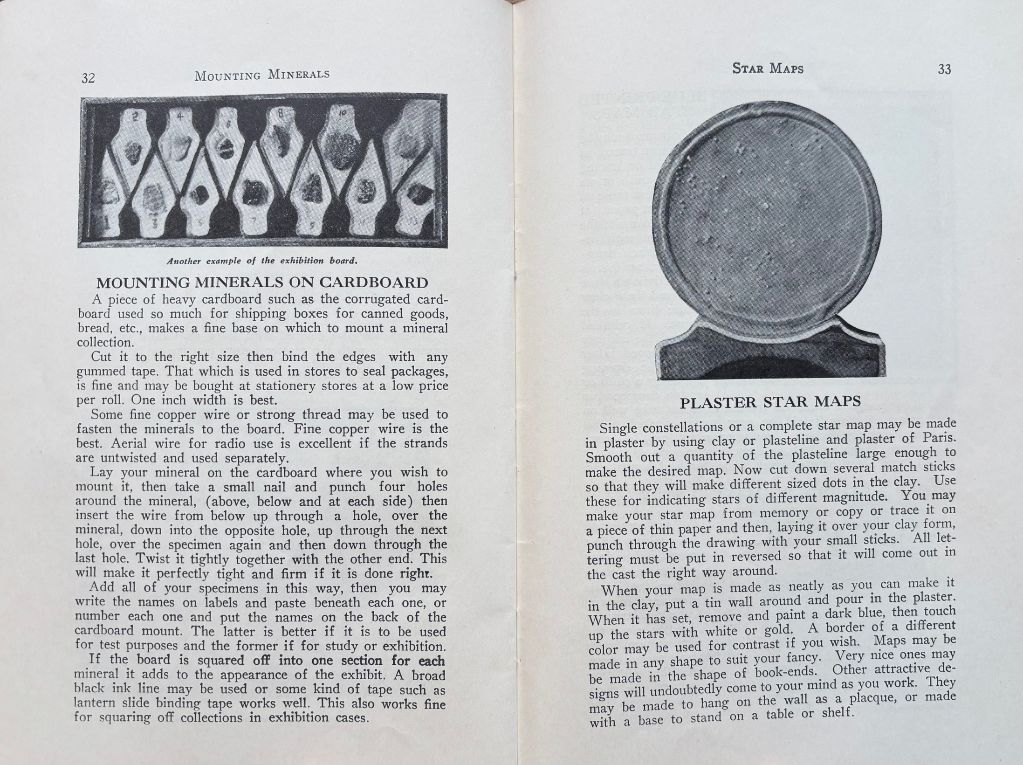 32
MOUNTING MINERALS
2 4 6 8 10
1 3 5 7 9
Another example of the exhibition board.
MOUNTING MINERALS ON CARDBOARD
A piece of heavy cardboard such as the corrugated card-
board used so much for shipping boxes for canned goods,
bread, etc., makes a fine base on which to mount a mineral
collection.
Cut it to the right size then bind the edges with any
gummed tape. That which is used in stores to seal packages,
is fine and may be bought at stationery stores at a low price
per roll. One inch width is best.
Some fine copper wire or strong thread may be used to
fasten the minerals to the board. Fine copper wire is the
best. Aerial wire for radio use is excellent if the strands
are untwisted and used separately.
Lay your mineral on the cardboard where you wish to
mount it, then take a small nail and punch four holes
around the mineral, (above, below and at each side) then
insert the wire from below up through a hole, over the
mineral, down into the opposite hole, up through the next
hole, over the specimen again and then down through the
last hole. Twist it tightly together with the other end. This
will make it perfectly tight and firm if it is done right.
Add all of your specimens in this way, then you may
write the names on labels and paste beneath each one, or
number each one and put the names on the back of the
cardboard mount. The latter is better if it is to be used
for test purposes and the former if for study or exhibition.
If the board is squared off into one section for each
mineral it adds to the appearance of the exhibit. A broad
black ink line may be used or some kind of tape such as
lantern slide binding tape works well. This also works fine
for squaring off collections in exhibition cases.
STAR MAPS
33
PLASTER STAR MAPS
Single constellations or a complete star map may be made
in plaster by using clay or plasteline and plaster of Paris.
Smooth out a quantity of the plasteline large enough to
make the desired map. Now cut down several match sticks
so that they will make different sized dots in the clay. Use
these for indicating stars of different magnitude. You may
make your star map from memory or copy or trace it on
a piece of thin paper and then, laying it over your clay form,
punch through the drawing with your small sticks. All let-
tering must be put in reversed so that it will come out in
the cast the right way around.
When your map is made as neatly as you can make it
in the clay, put a tin wall around and pour in the plaster.
When it has set, remove and paint a dark blue, then touch
up the stars with white or gold. A border of a different
color may be used for contrast if you wish. Maps may be
made in any shape to suit your fancy. Very nice ones may
be made in the shape of book-ends. Other attractive de-
signs will undoubtedly come to your mind as you work. They
may be made to hang on the wall as a placque, or made
with a base to stand on a table or shelf.